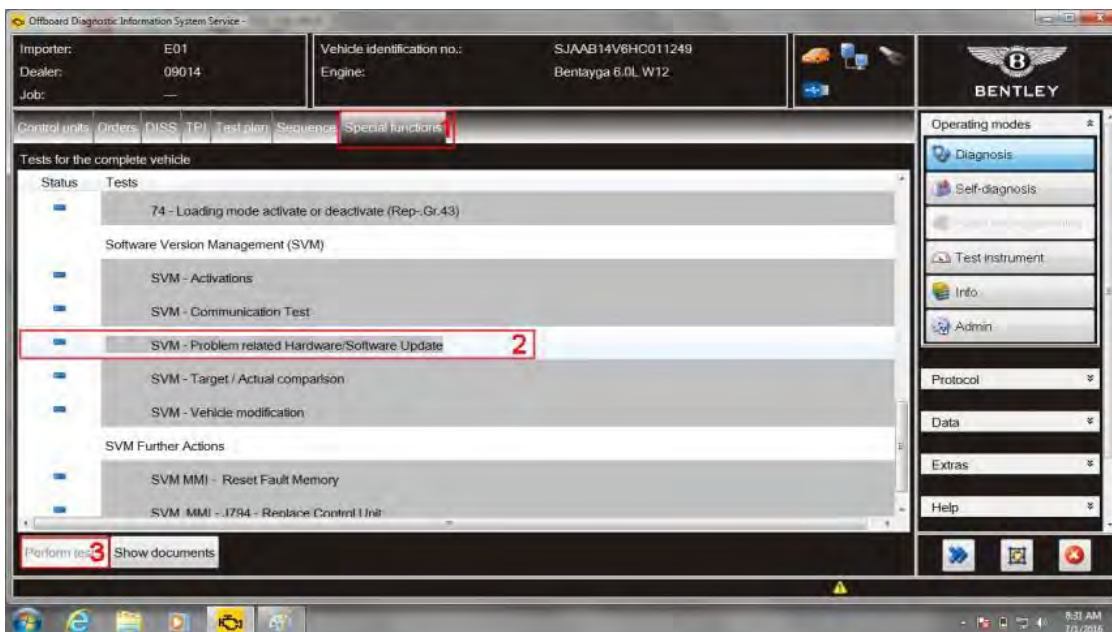 Offboard Diagnostic Information System Service -
Importer: E01
Dealer: 09014
Job: ---
Vehicle identification no.: SJAAB14V6HC011249
Engine: Bentayga 6.0L W12
B
BENTLEY
Control units Orders DISS TPI Test plan Sequence Special functions 1
Tests for the complete vehicle
Status Tests
74 - Loading mode activate or deactivate (Rep-.Gr.43)
Software Version Management (SVM)
SVM - Activations
SVM - Communication Test
SVM - Problem related Hardware/Software Update 2
SVM - Target / Actual comparison
SVM - Vehicle modification
SVM Further Actions
SVM MMI - Reset Fault Memory
SVM MMI - J794 - Replace Control Unit
Perform 3 Show documents
Operating modes
Diagnosis
Self-diagnosis
Test instrument
Info
Admin
Protocol
Data
Extras
Help
8:31 AM
7/1/2016